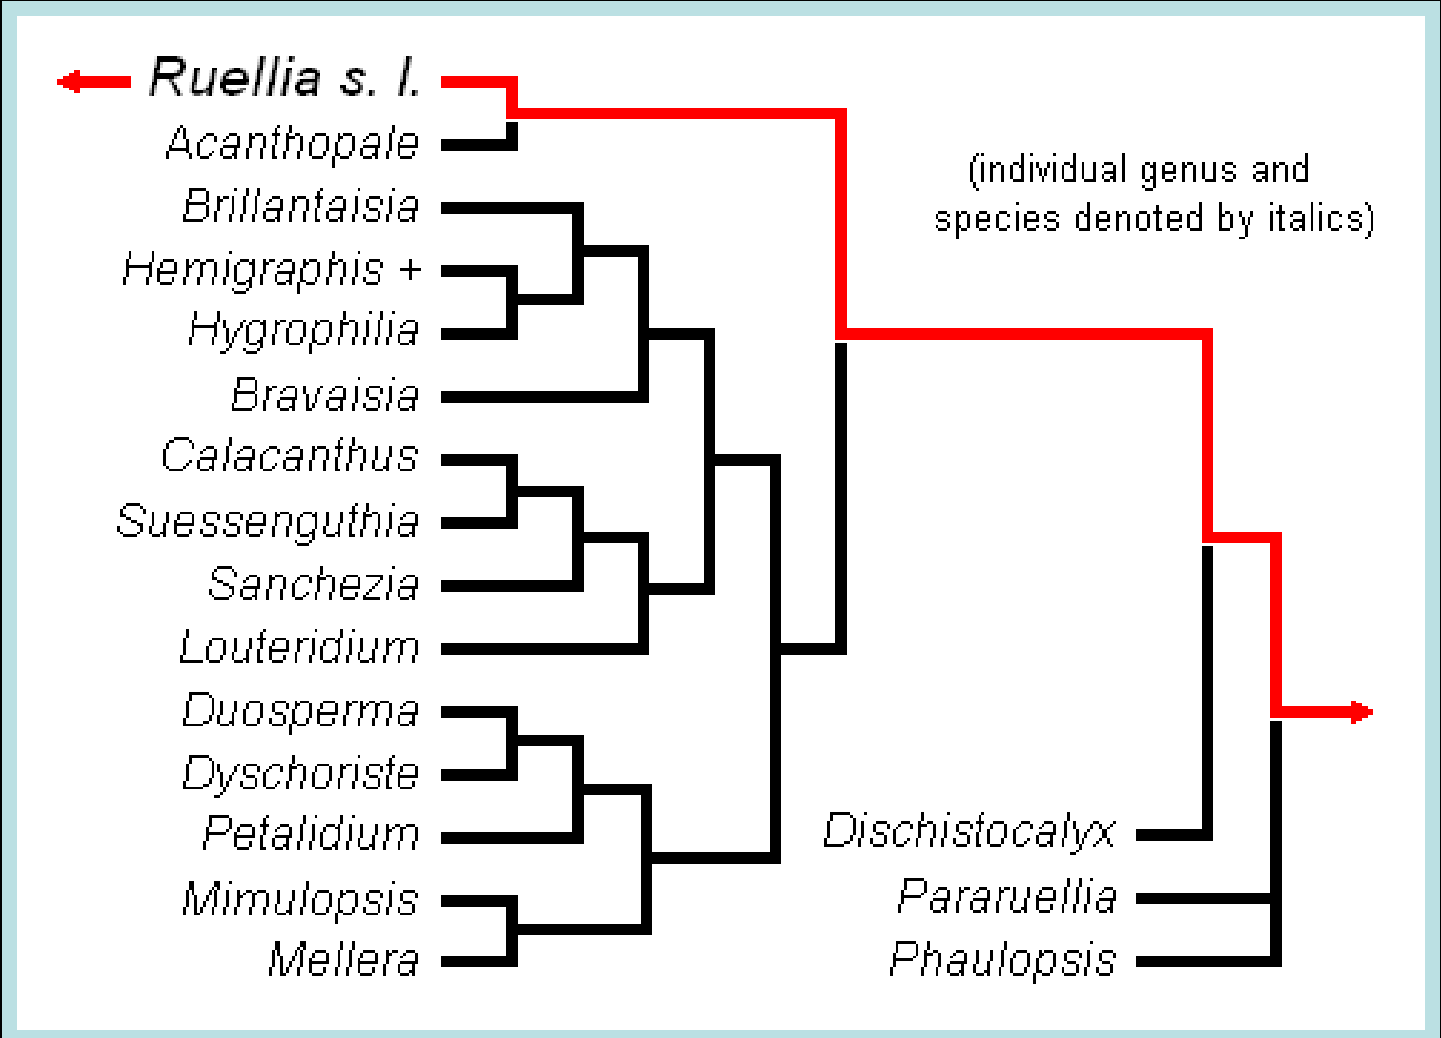 Ruellia s. l.
Acanthopale
(individual genus and
species denoted by italics)
Brillantaisia
Hemigraphis +
Hygrophilia
Bravaisia
Calacanthus
Suessenguthia
Sanchezia
Louteridium
Duosperma
Dyschoriste
Petalidium
Mimulopsis
Mellera
Dischistocalyx
Pararuellia
Phaulopsis